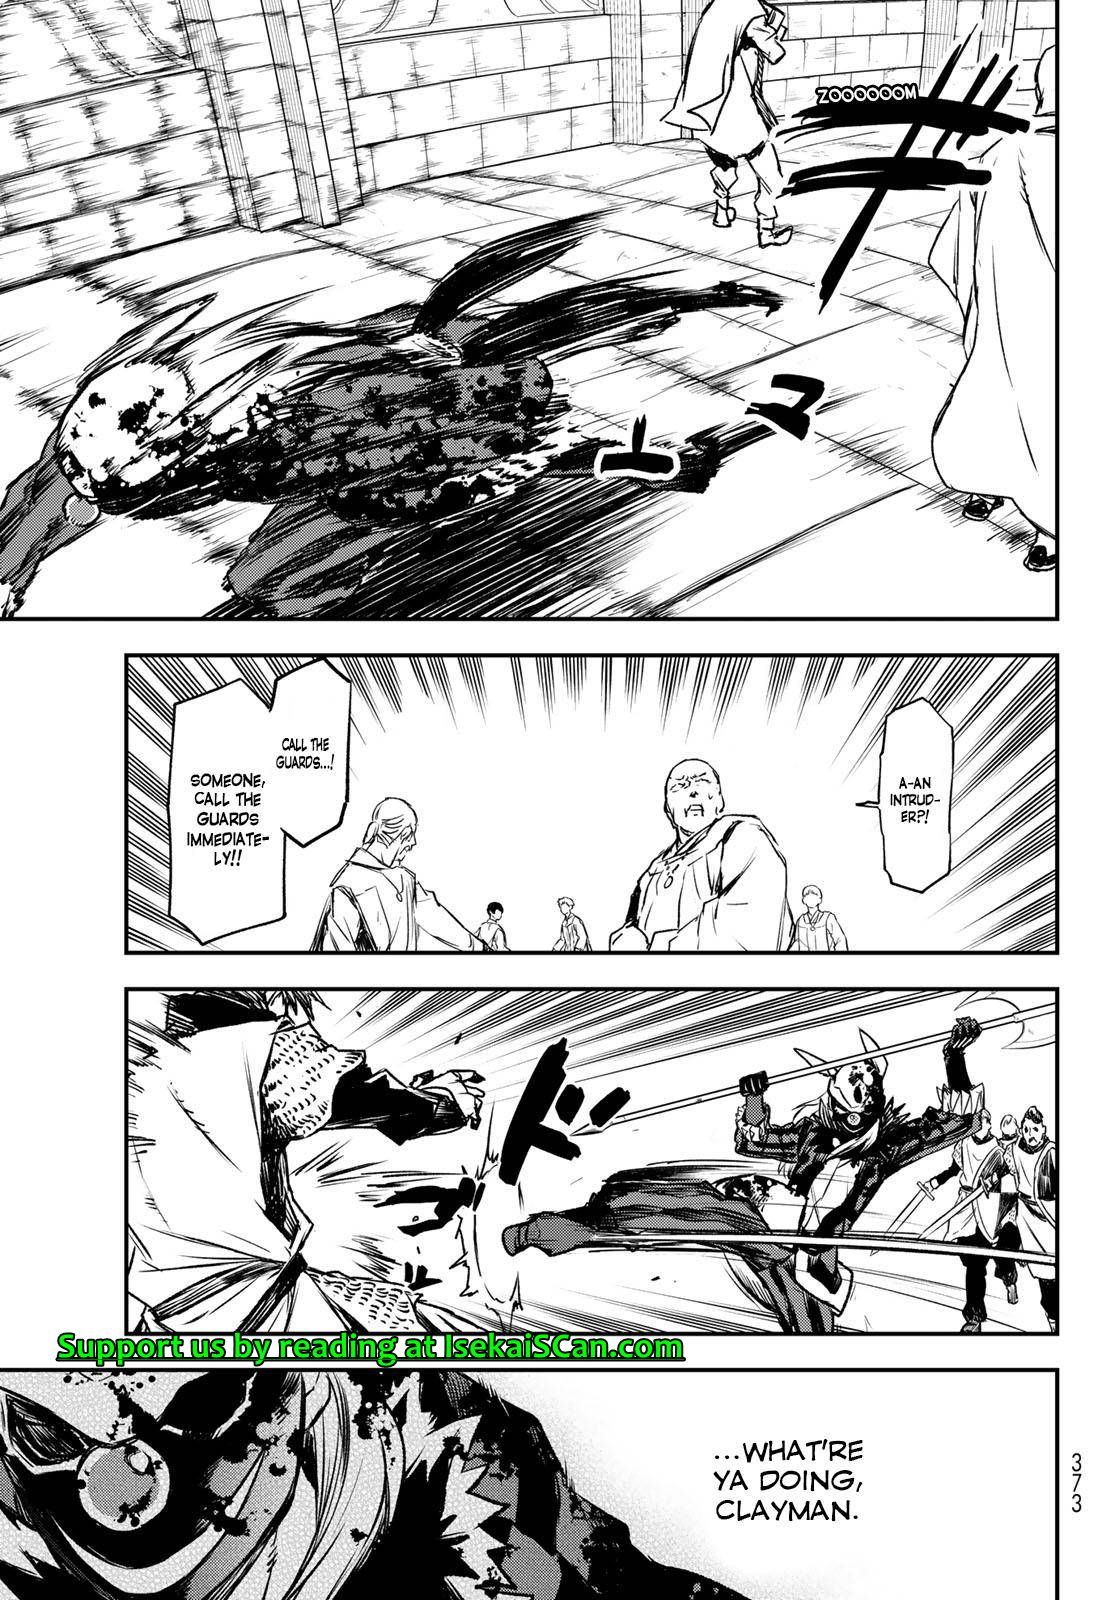 ZOOOOOOM
ユ
ー
A-AN
INTRUD-
ER?!
CALL THE
GUARDS...!
SOMEONE,
CALL THE
GUARDS
IMMEDIATE-
LY!!
ド
Support us by reading at IsekaiSCan.com
...WHAT'RE
YA DOING,
CLAYMAN.
373